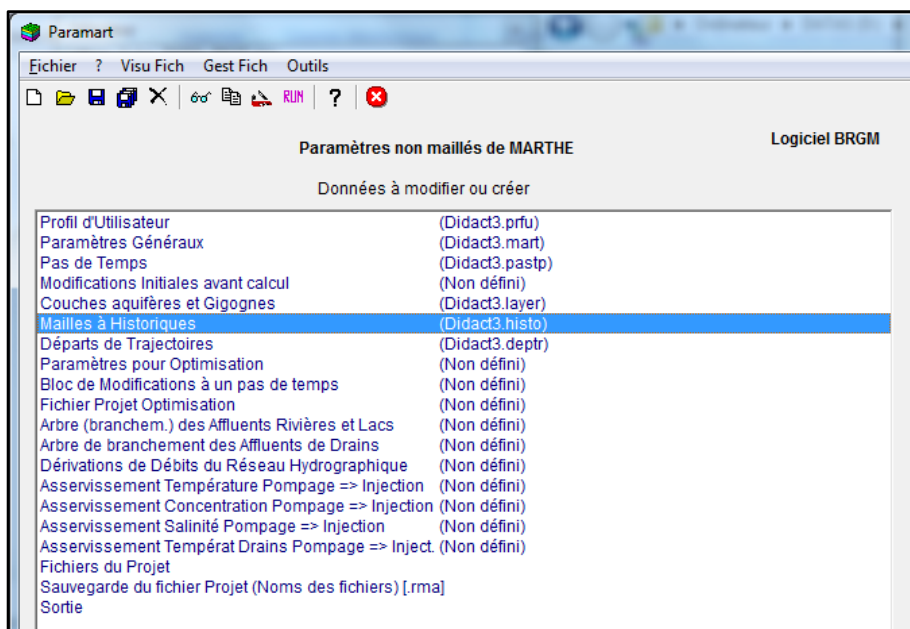 Paramart
Fichier ? Visu Fich Gest Fich Outils
RUN ?
Logiciel BRGM
Paramètres non maillés de MARTHE
Données à modifier ou créer
Profil d'Utilisateur (Didact3.prfu)
Paramètres Généraux (Didact3.mart)
Pas de Temps (Didact3.pastp)
Modifications Initiales avant calcul (Non défini)
Couches aquifères et Gigognes (Didact3.layer)
Mailles à Historiques (Didact3.histo)
Départs de Trajectoires (Didact3.deptr)
Paramètres pour Optimisation (Non défini)
Bloc de Modifications à un pas de temps (Non défini)
Fichier Projet Optimisation (Non défini)
Arbre (branchem.) des Affluents Rivières et Lacs (Non défini)
Arbre de branchement des Affluents de Drains (Non défini)
Dérivations de Débits du Réseau Hydrographique (Non défini)
Asservissement Température Pompage => Injection (Non défini)
Asservissement Concentration Pompage => Injection (Non défini)
Asservissement Salinité Pompage => Injection (Non défini)
Asservissement Températ Drains Pompage => Inject. (Non défini)
Fichiers du Projet
Sauvegarde du fichier Projet (Noms des fichiers) [.rma]
Sortie